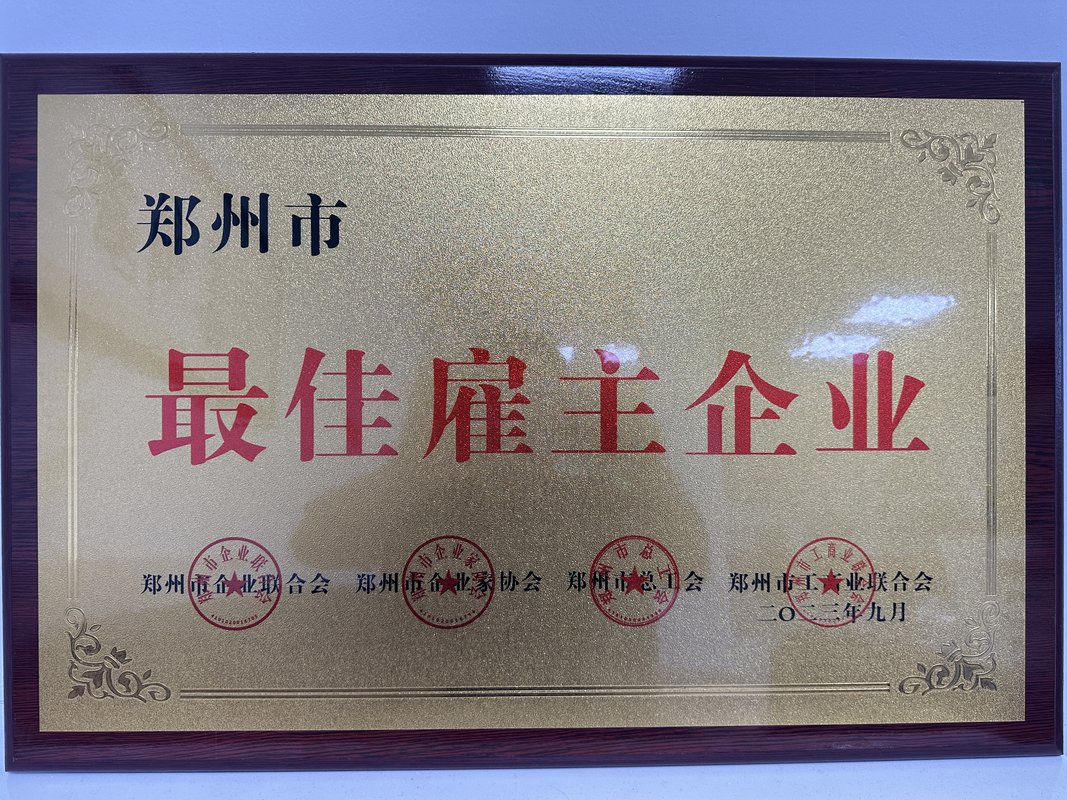 郑州市
最佳雇主企业
郑州市企业联合会 郑州市企业家协会 郑州市总工会 郑州市工商业联合会
二〇二三年九月